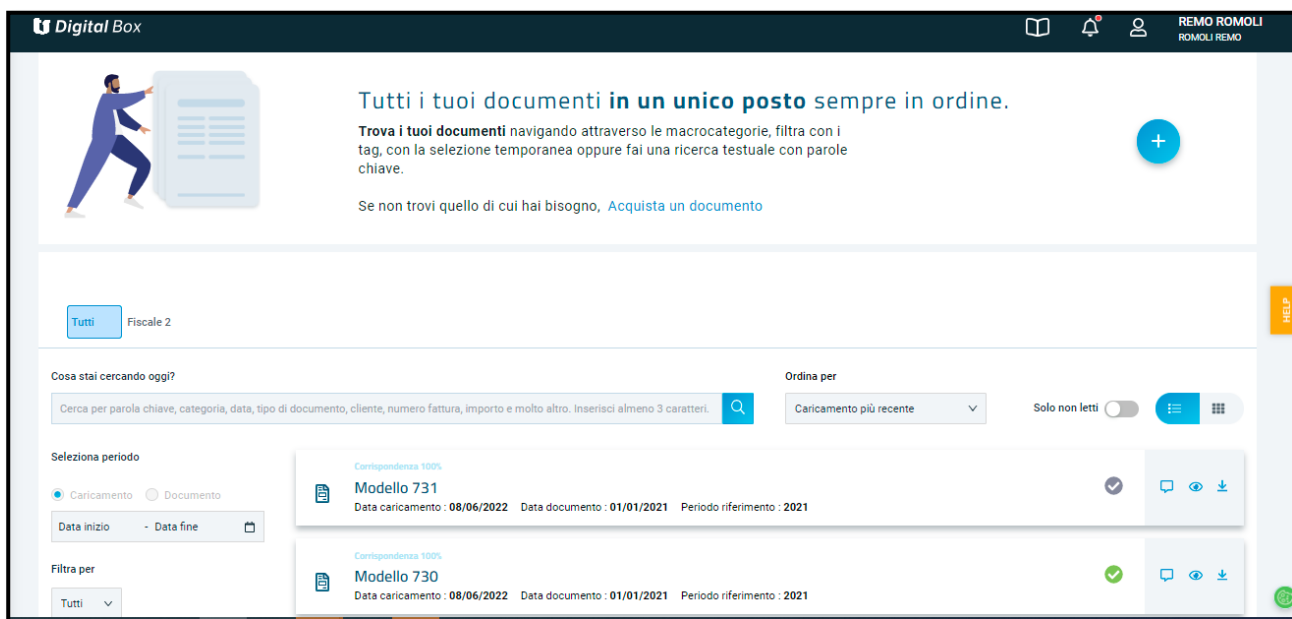 Digital Box
REMO ROMOLI
ROMOLI REMO
Tutti i tuoi documenti in un unico posto sempre in ordine.
Trova i tuoi documenti navigando attraverso le macrocategorie, filtra con i
tag, con la selezione temporanea oppure fai una ricerca testuale con parole
chiave.
Se non trovi quello di cui hai bisogno, Acquista un documento
HELP
Tutti Fiscale 2
Cosa stai cercando oggi?
Ordina per
Cerca per parola chiave, categoria, data, tipo di documento, cliente, numero fattura, importo e molto altro. Inserisci almeno 3 caratteri.
Caricamento più recente
Solo non letti
Seleziona periodo
Caricamento Documento
Data inizio - Data fine
Filtra per
Tutti
Corrispondenza 100%
Modello 731
Data caricamento : 08/06/2022 Data documento : 01/01/2021 Periodo riferimento : 2021
Corrispondenza 100%
Modello 730
Data caricamento : 08/06/2022 Data documento : 01/01/2021 Periodo riferimento : 2021